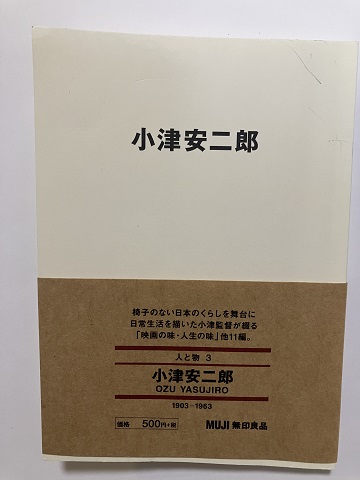 小津安二郎
椅子のない日本のくらしを舞台に
日常生活を描いた小津監督が綴る
「映画の味・人生の味」他11編。
人と物 3
小津安二郎
OZU YASUJIRO
1903–1963
価格 500円+税
MUJI 無印良品